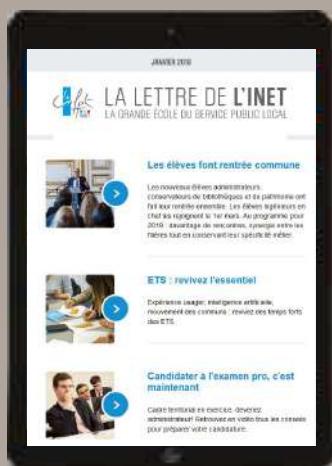 JANVIER 2019
LA LETTRE DE L'INET
LA GRANDE ÉCOLE DU SERVICE PUBLIC LOCAL
Les élèves font rentrée commune
Les nouveaux élèves administrateurs,
conservateurs de bibliothèques et de patrimoine ont
fait leur rentrée ensemble. Les élèves ingénieurs en
chef les rejoignent le 1er mars. Au programme pour
2019 : davantage de rencontres, synergie entre les
filières tout en conservant leur spécificité métier.
ETS : revivez l'essentiel
Expérience usager, intelligence artificielle,
mouvement des communs : revivez des temps forts
des ETS.
Candidater à l'examen pro, c'est
maintenant
Cadre territorial en exercice, devenez
administrateur! Retrouvez en vidéo tous les conseils
pour préparer votre candidature.